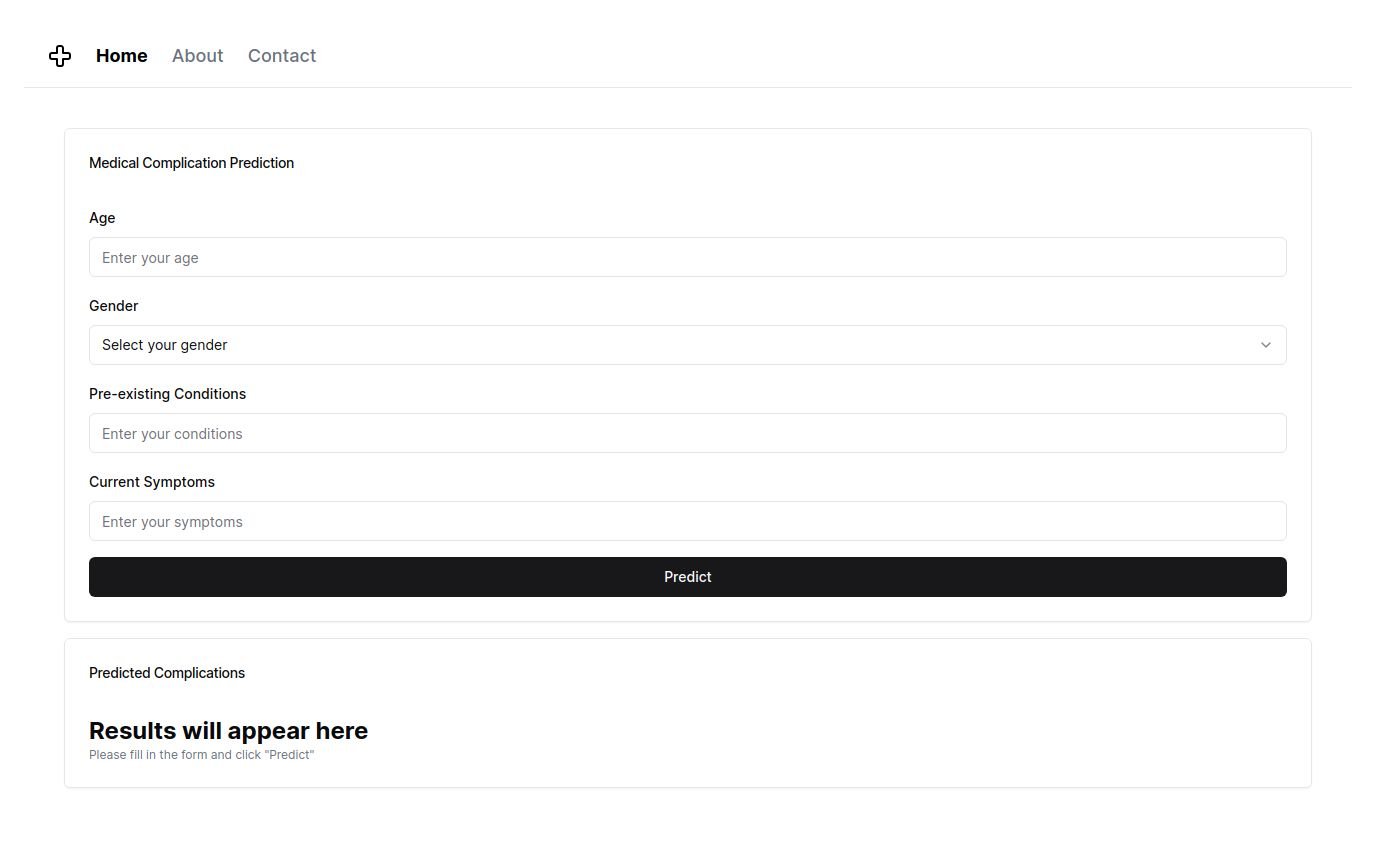 Home About Contact
Medical Complication Prediction
Age
Enter your age
Gender
Select your gender
Pre-existing Conditions
Enter your conditions
Current Symptoms
Enter your symptoms
Predict
Predicted Complications
Results will appear here
Please fill in the form and click "Predict"